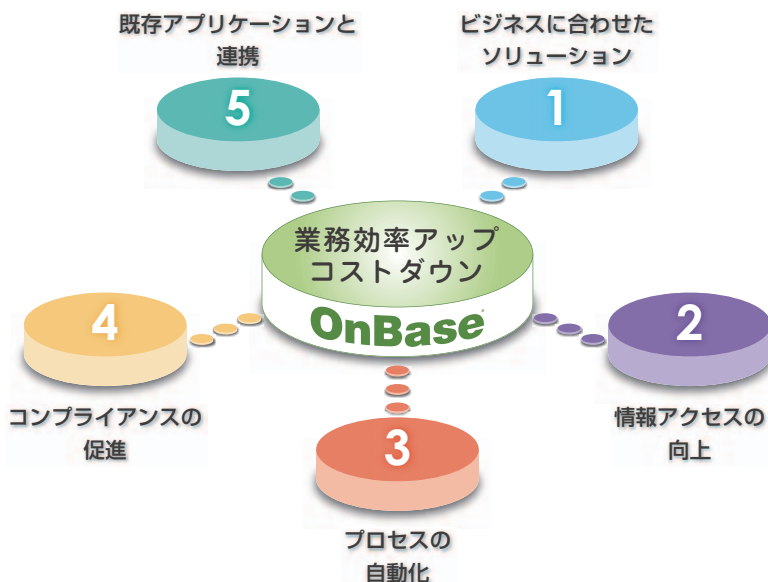 既存アプリケーションと
連携
5
ビジネスに合わせた
ソリューション
1
業務効率アップ
コストダウン
OnBase
4
コンプライアンスの
促進
2
情報アクセスの
向上
3
プロセスの
自動化